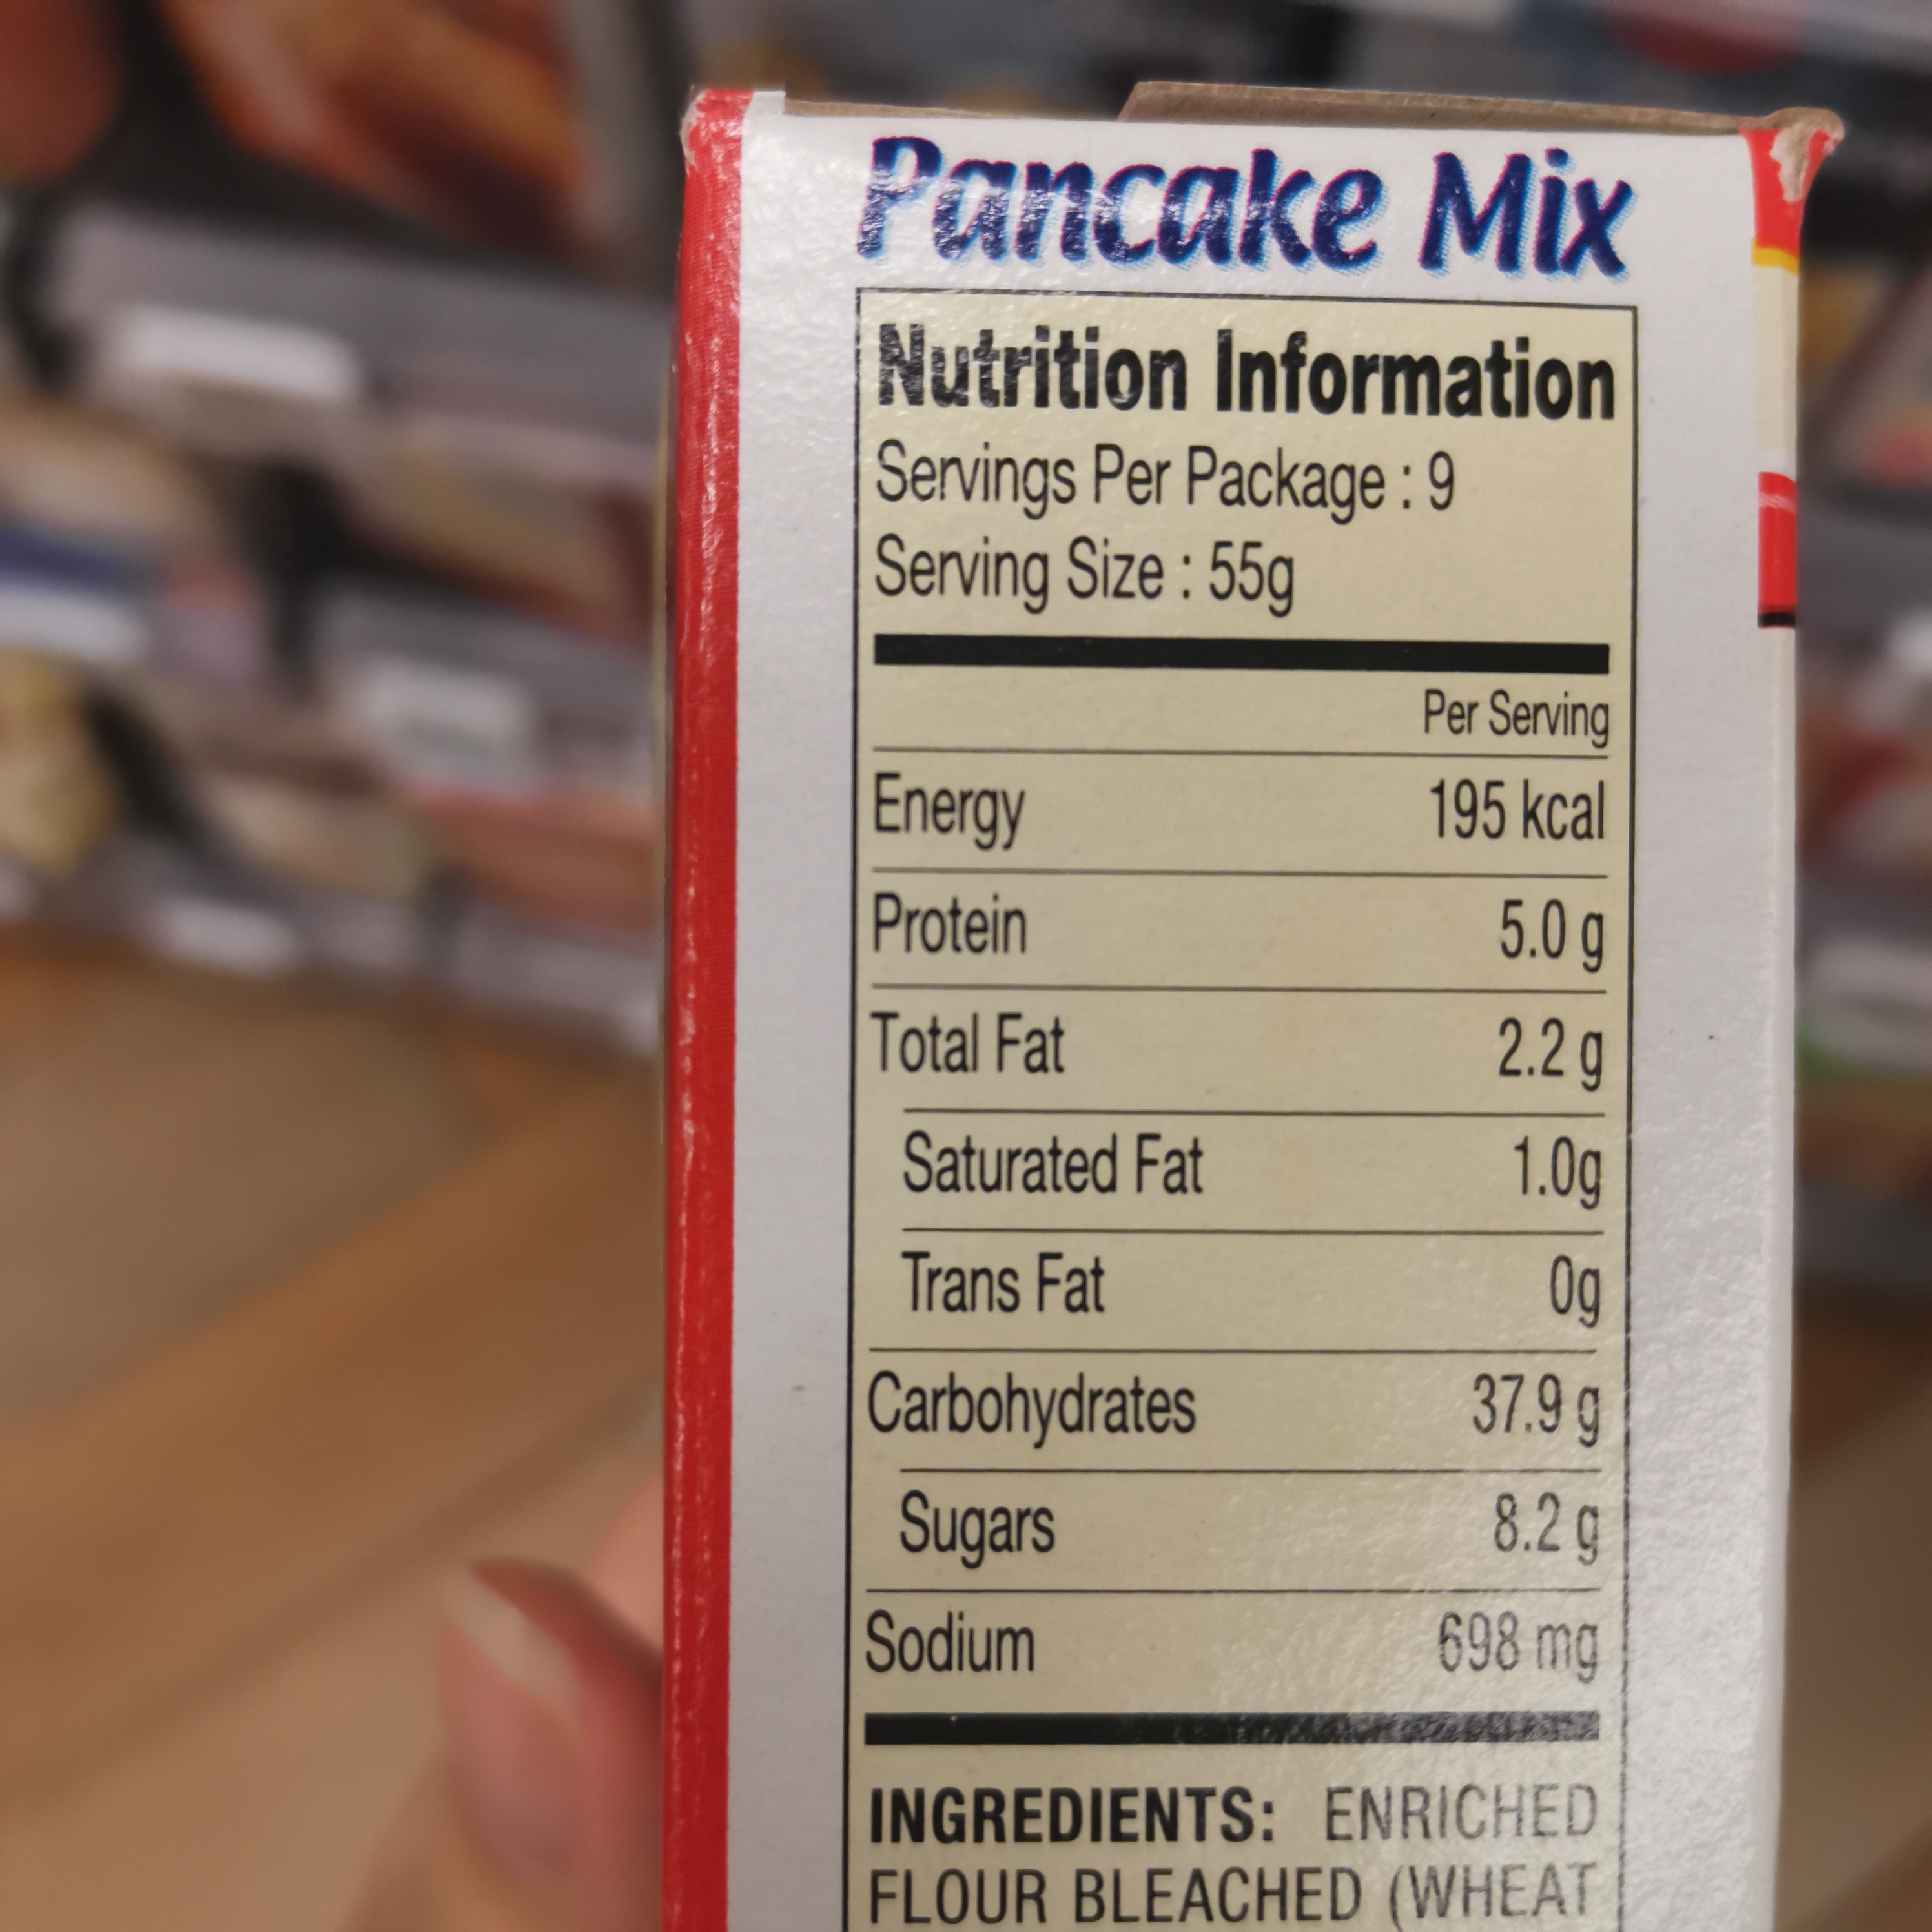 Pancake Mix
Nutrition Information
Servings Per Package : 9
Serving Size : 55g
Per Serving
Energy 195 kcal
Protein 5.0 g
Total Fat 2.2 g
Saturated Fat 1.0g
Trans Fat 0g
Carbohydrates 37.9 g
Sugars 8.2 g
Sodium 698 mg
INGREDIENTS: ENRICHED
FLOUR BLEACHED (WHEAT